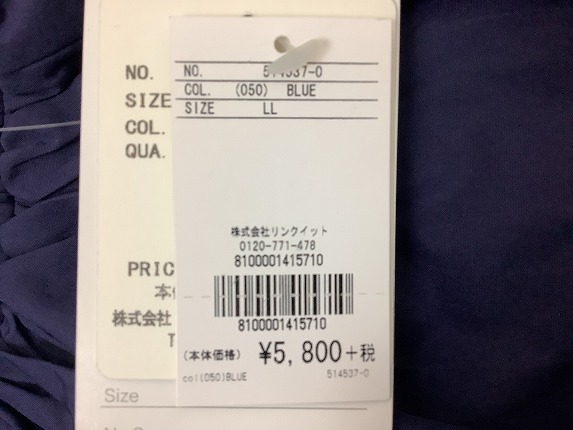 NO. 514537-0
COL. (050) BLUE
SIZE LL
株式会社リンクイット
0120-771-478
8100001415710
8100001415710
(本体価格) ¥5,800+税
col(050)BLUE 514537-0
NO.
SIZE
COL.
QUA.
PRIC
本
株式会社
Size